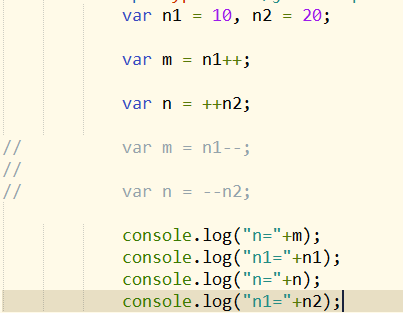 var n1 = 10, n2 = 20;
var m = n1++;
var n = ++n2;
// var m = n1--;
//
// var n = --n2;
console.log("n="+m);
console.log("n1="+n1);
console.log("n="+n);
console.log("n1="+n2);